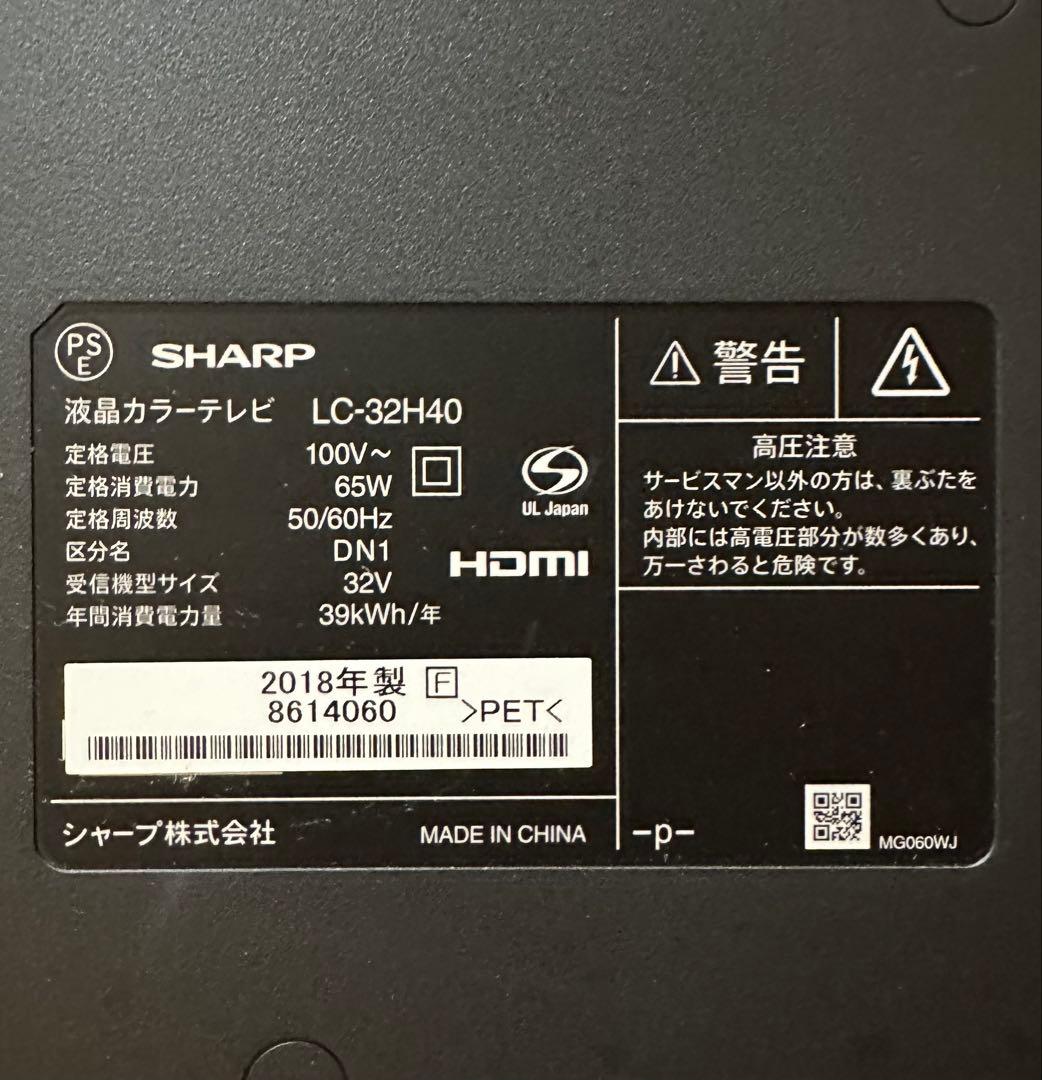 PSE
SHARP
液晶カラーテレビ LC-32H40
定格電圧 100V~
定格消費電力 65W
定格周波数 50/60Hz
区分名 DN1
受信機型サイズ 32V
年間消費電力量 39kWh/年
UL Japan
HDMI
2018年製 F
8614060 >PET<
シャープ株式会社 MADE IN CHINA
警告
高圧注意
サービスマン以外の方は、裏ぶたを
あけないでください。
内部には高電圧部分が数多くあり、
万一さわると危険です。
-p-
MG060WJ